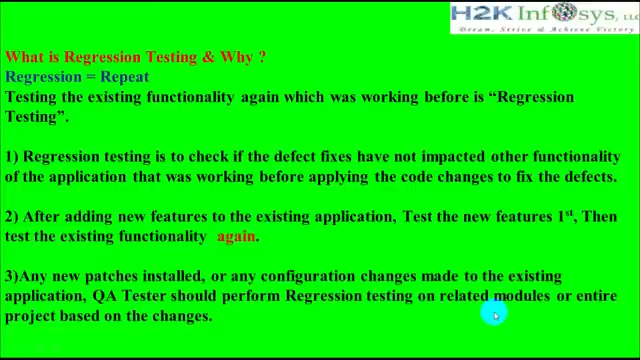 H2K Infosys, LLC
Dream, Strive & Achieve Victory
What is Regression Testing & Why ?
Regression = Repeat
Testing the existing functionality again which was working before is “Regression
Testing”.
1) Regression testing is to check if the defect fixes have not impacted other functionality
of the application that was working before applying the code changes to fix the defects.
2) After adding new features to the existing application, Test the new features 1st, Then
test the existing functionality again.
3)Any new patches installed, or any configuration changes made to the existing
application, QA Tester should perform Regression testing on related modules or entire
project based on the changes.